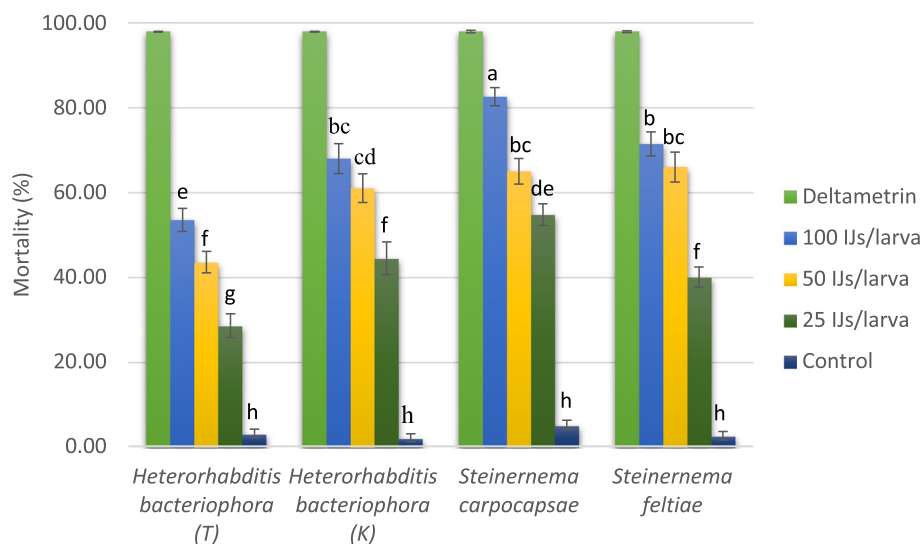 Mortality (%)
100.00
80.00
60.00
40.00
20.00
0.00
e
f
g
h
bc
cd
f
h
a
bc
de
h
b
bc
f
h
Heterorhabditis
bacteriophora
(T)
Heterorhabditis
bacteriophora
(K)
Steinernema
carpocapsae
Steinernema
feltiae
Deltametrin
100 IJs/larva
50 IJs/larva
25 IJs/larva
Control